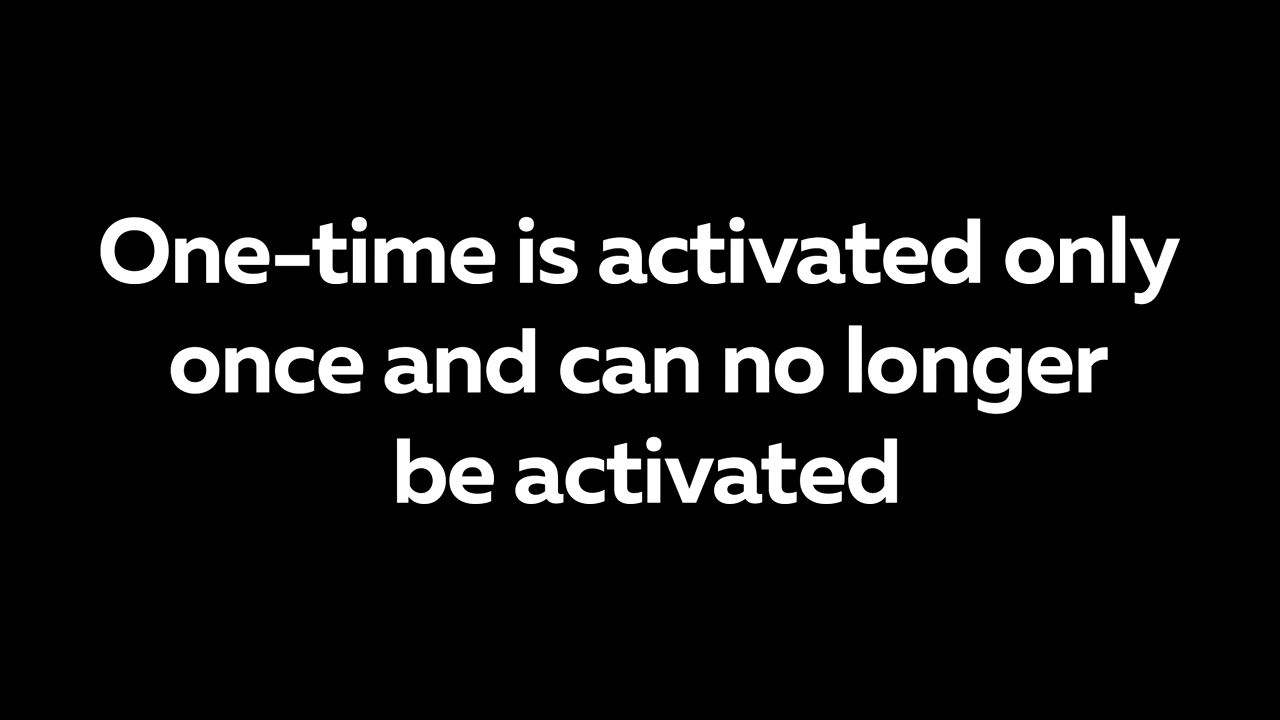 One-time is activated only
once and can no longer
be activated